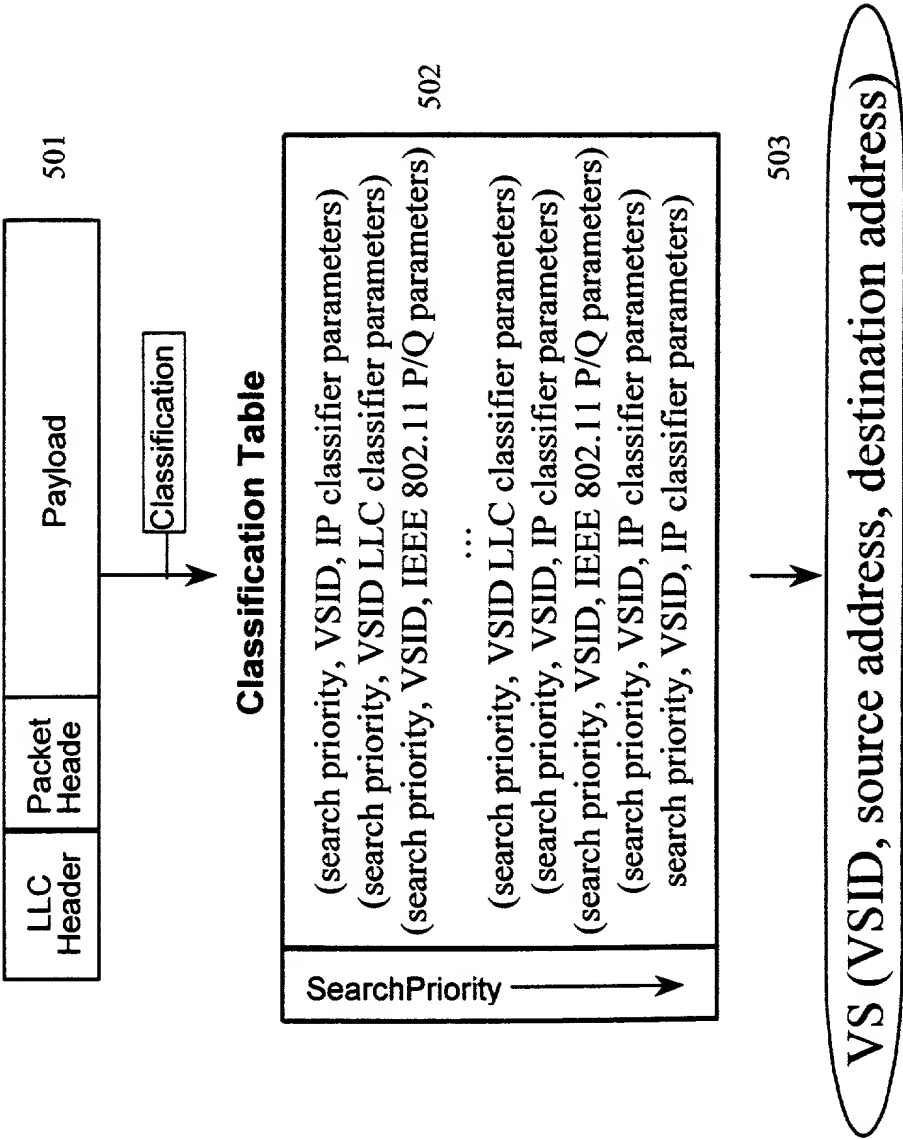 LLC
Header
Packet
Heade
Payload
501
Classification
Classification Table
502
SearchPriority
(search priority, VSID, IP classifier parameters)
(search priority, VSID LLC classifier parameters)
(search priority, VSID, IEEE 802.11 P/Q parameters)
...
(search priority, VSID LLC classifier parameters)
(search priority, VSID, IP classifier parameters)
(search priority, VSID, IEEE 802.11 P/Q parameters)
(search priority, VSID, IP classifier parameters)
search priority, VSID, IP classifier parameters)
503
VS (VSID, source address, destination address)